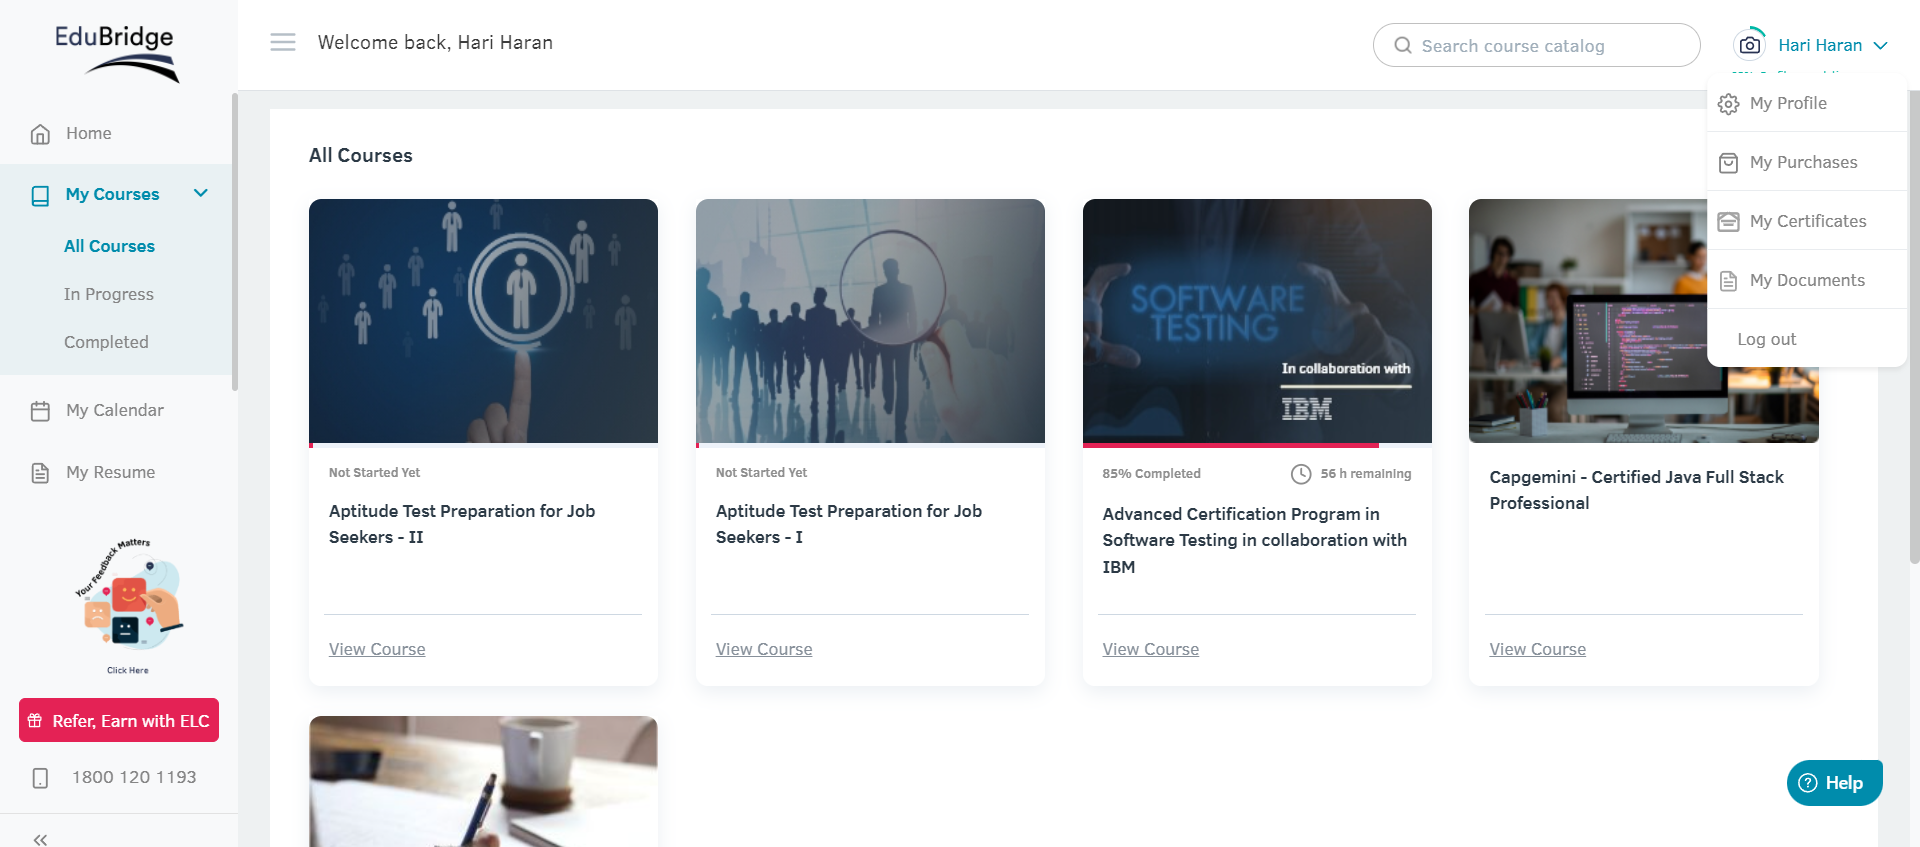 EduBridge
Welcome back, Hari Haran
Search course catalog
Hari Haran
Home
My Courses
All Courses
In Progress
Completed
My Calendar
My Resume
Your Feedback Matters
Click Here
Refer, Earn with ELC
1800 120 1193
My Profile
My Purchases
My Certificates
My Documents
Log out
All Courses
Not Started Yet
Aptitude Test Preparation for Job
Seekers - II
View Course
Not Started Yet
Aptitude Test Preparation for Job
Seekers - I
View Course
SOFTWARE
TESTING
In collaboration with
IBM
85% Completed
56 h remaining
Advanced Certification Program in
Software Testing in collaboration with
IBM
View Course
Capgemini - Certified Java Full Stack
Professional
View Course
Help